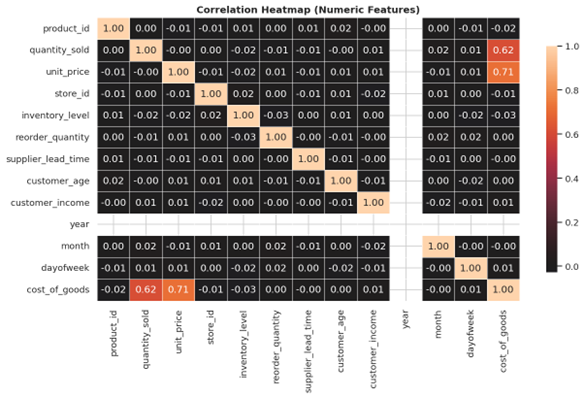 Correlation Heatmap (Numeric Features)
product_id 1.00 0.00 -0.01 -0.01 0.01 0.00 0.01 0.02 -0.00 0.00 -0.01 -0.02
quantity_sold 0.00 1.00 -0.00 0.00 -0.02 -0.01 -0.01 -0.00 0.01 0.02 0.01 0.62
unit_price -0.01 -0.00 1.00 -0.01 -0.02 0.01 0.01 0.01 0.01 -0.01 0.01 0.71
store_id -0.01 0.00 -0.01 1.00 0.02 0.00 -0.01 -0.00 -0.00 0.01 -0.01 -0.01
inventory_level 0.01 -0.02 -0.02 0.02 1.00 -0.03 0.00 0.01 0.01 0.00 -0.02 -0.03
reorder_quantity 0.00 -0.01 0.01 0.00 -0.03 1.00 -0.00 0.01 -0.00 0.02 0.02 0.00
supplier_lead_time 0.01 -0.01 0.01 -0.01 0.00 -0.00 1.00 -0.01 0.00 -0.01 0.00 -0.00
customer_age 0.02 -0.00 0.01 -0.00 0.01 0.01 -0.01 1.00 -0.01 0.00 -0.00 0.01
customer_income -0.00 0.01 0.01 -0.00 0.01 -0.00 0.00 -0.01 1.00 -0.02 -0.01 0.01
year
month 0.00 0.02 -0.01 0.01 0.00 0.02 -0.01 0.00 -0.02 1.00 -0.00 -0.00
dayofweek -0.01 0.01 0.01 -0.01 -0.02 0.02 0.00 -0.00 -0.01 -0.00 1.00 0.01
cost_of_goods -0.02 0.62 0.71 -0.01 -0.03 0.00 -0.00 0.01 0.01 -0.00 0.01 1.00
product_id quantity_sold unit_price store_id inventory_level reorder_quantity supplier_lead_time customer_age customer_income year month dayofweek cost_of_goods
1.0
0.8
0.6
0.4
0.2
0.0